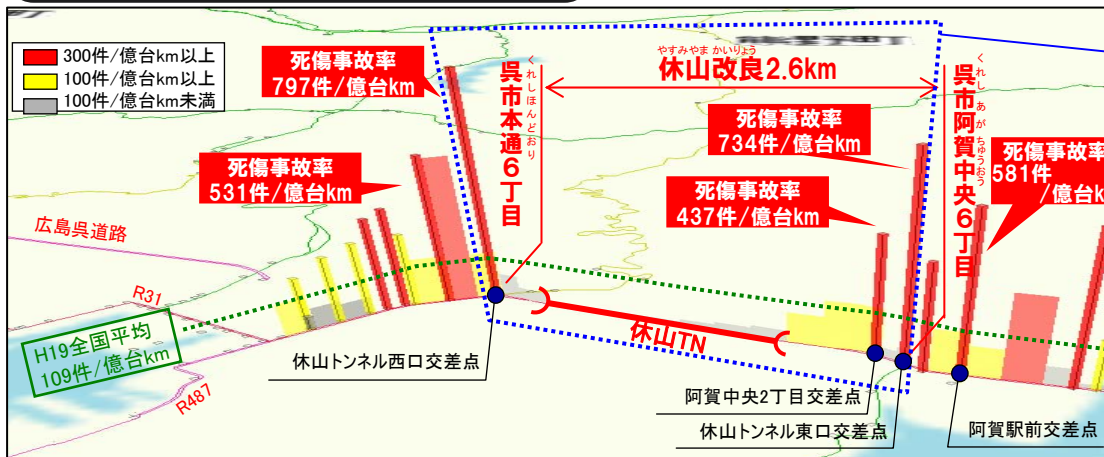 300件/億台km以上
100件/億台km以上
100件/億台km未満
死傷事故率
797件/億台km
くれしほんどおり
呉市本通6丁目
やすみやま かいりょう
休山改良2.6km
死傷事故率
734件/億台km
くれし あが ちゅうおう
呉市阿賀中央6丁目
死傷事故率
581件
/億台k
死傷事故率
531件/億台km
死傷事故率
437件/億台km
広島呉道路
R31
H19全国平均
109件/億台km
R487
休山TN
休山トンネル西口交差点
阿賀中央2丁目交差点
休山トンネル東口交差点
阿賀駅前交差点